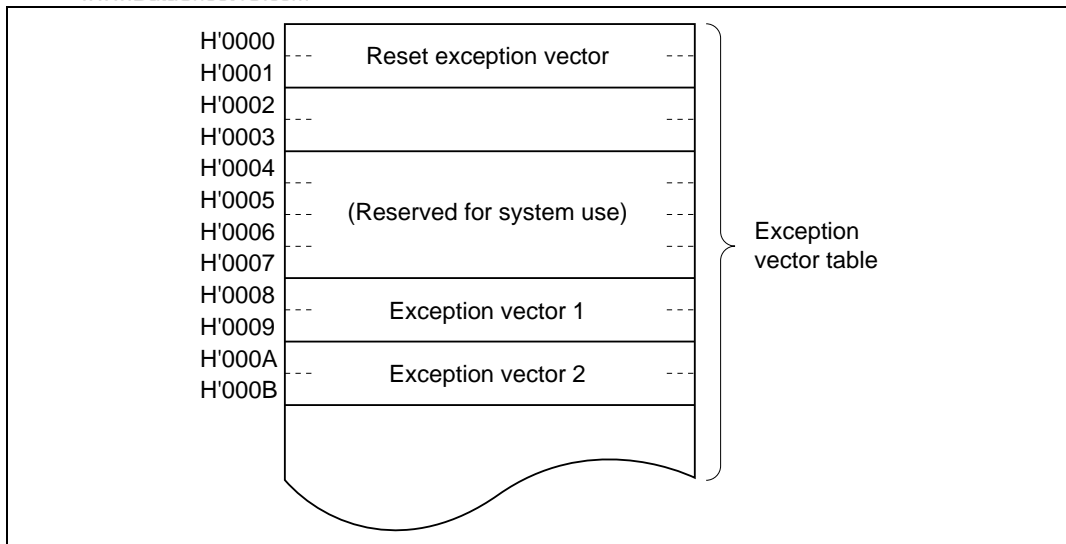 H'0000
H'0001
Reset exception vector
H'0002
H'0003
H'0004
H'0005
H'0006
H'0007
(Reserved for system use)
H'0008
H'0009
Exception vector 1
H'000A
H'000B
Exception vector 2
Exception
vector table